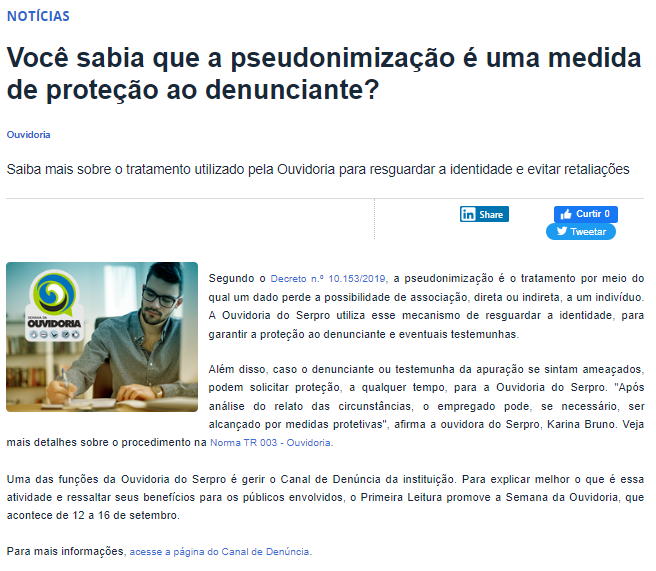 NOTÍCIAS
Você sabia que a pseudonimização é uma medida
de proteção ao denunciante?
Ouvidoria
Saiba mais sobre o tratamento utilizado pela Ouvidoria para resguardar a identidade e evitar retaliações
in Share
Curtir 0
Tweetar
SEMANA DA
OUVIDORIA
Segundo o Decreto n.º 10.153/2019, a pseudonimização é o tratamento por meio do
qual um dado perde a possibilidade de associação, direta ou indireta, a um indivíduo.
A Ouvidoria do Serpro utiliza esse mecanismo de resguardar a identidade, para
garantir a proteção ao denunciante e eventuais testemunhas.
Além disso, caso o denunciante ou testemunha da apuração se sintam ameaçados,
podem solicitar proteção, a qualquer tempo, para a Ouvidoria do Serpro. "Após
análise do relato das circunstâncias, o empregado pode, se necessário, ser
alcançado por medidas protetivas", afirma a ouvidora do Serpro, Karina Bruno. Veja
mais detalhes sobre o procedimento na Norma TR 003 - Ouvidoria.
Uma das funções da Ouvidoria do Serpro é gerir o Canal de Denúncia da instituição. Para explicar melhor o que é essa
atividade e ressaltar seus benefícios para os públicos envolvidos, o Primeira Leitura promove a Semana da Ouvidoria, que
acontece de 12 a 16 de setembro.
Para mais informações, acesse a página do Canal de Denúncia.